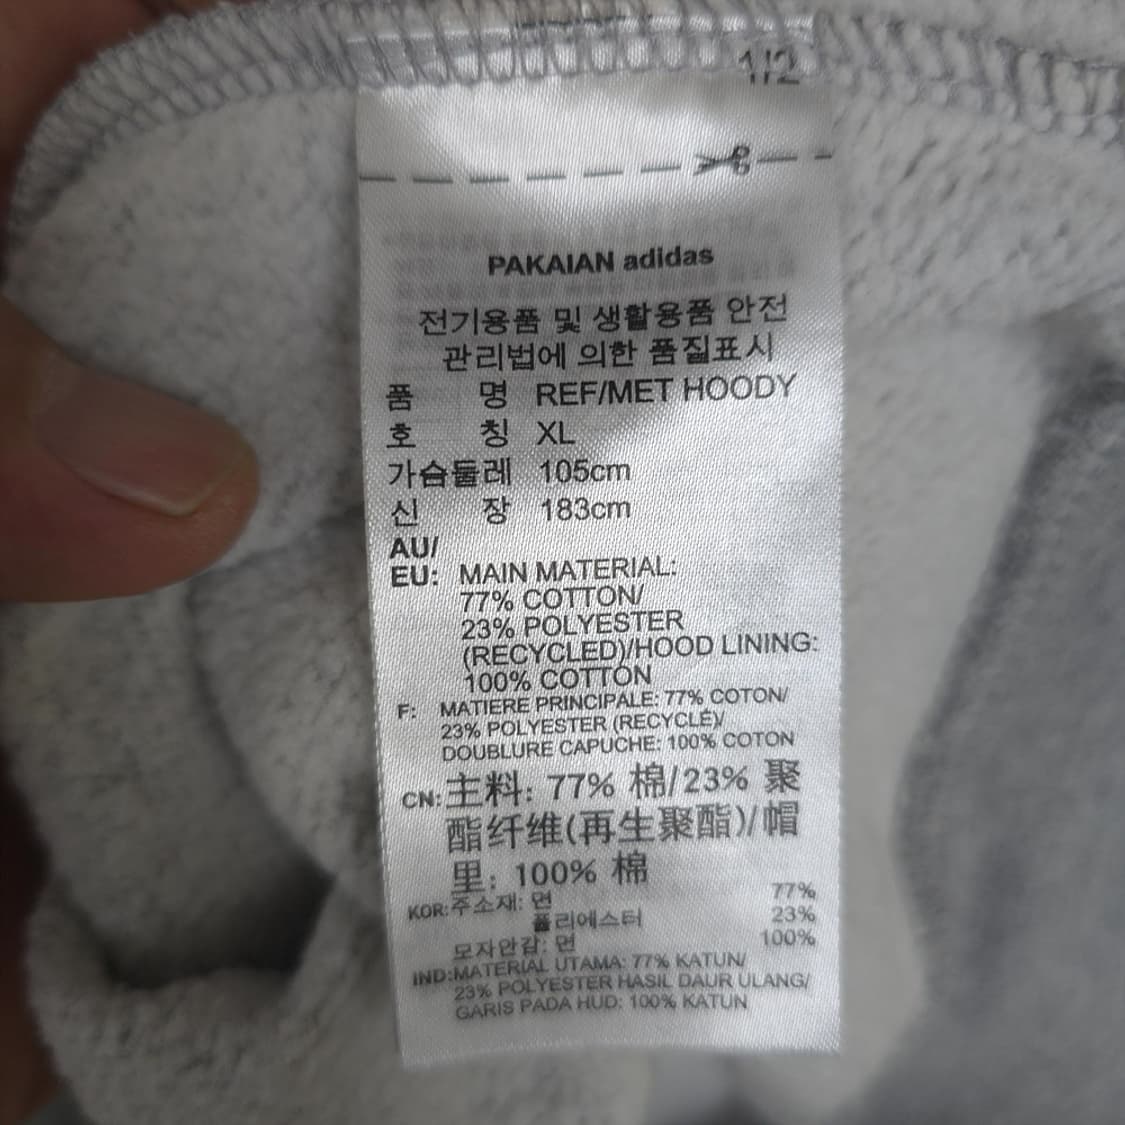 1/2
PAKAIAN adidas
전기용품 및 생활용품 안전
관리법에 의한 품질표시
품 명 REF/MET HOODY
호 칭 XL
가슴둘레 105cm
신 장 183cm
AU/
EU: MAIN MATERIAL:
77% COTTON/
23% POLYESTER
(RECYCLED)/HOOD LINING:
100% COTTON
F: MATIERE PRINCIPALE: 77% COTON/
23% POLYESTER (RECYCLÉ)/
DOUBLURE CAPUCHE: 100% COTON
CN: 主料: 77% 棉/23% 聚
酯纤维(再生聚酯)/帽
里: 100% 棉
KOR: 주소재: 면 77%
폴리에스터 23%
모자안감: 면 100%
IND: MATERIAL UTAMA: 77% KATUN/
23% POLYESTER HASIL DAUR ULANG/
GARIS PADA HUD: 100% KATUN